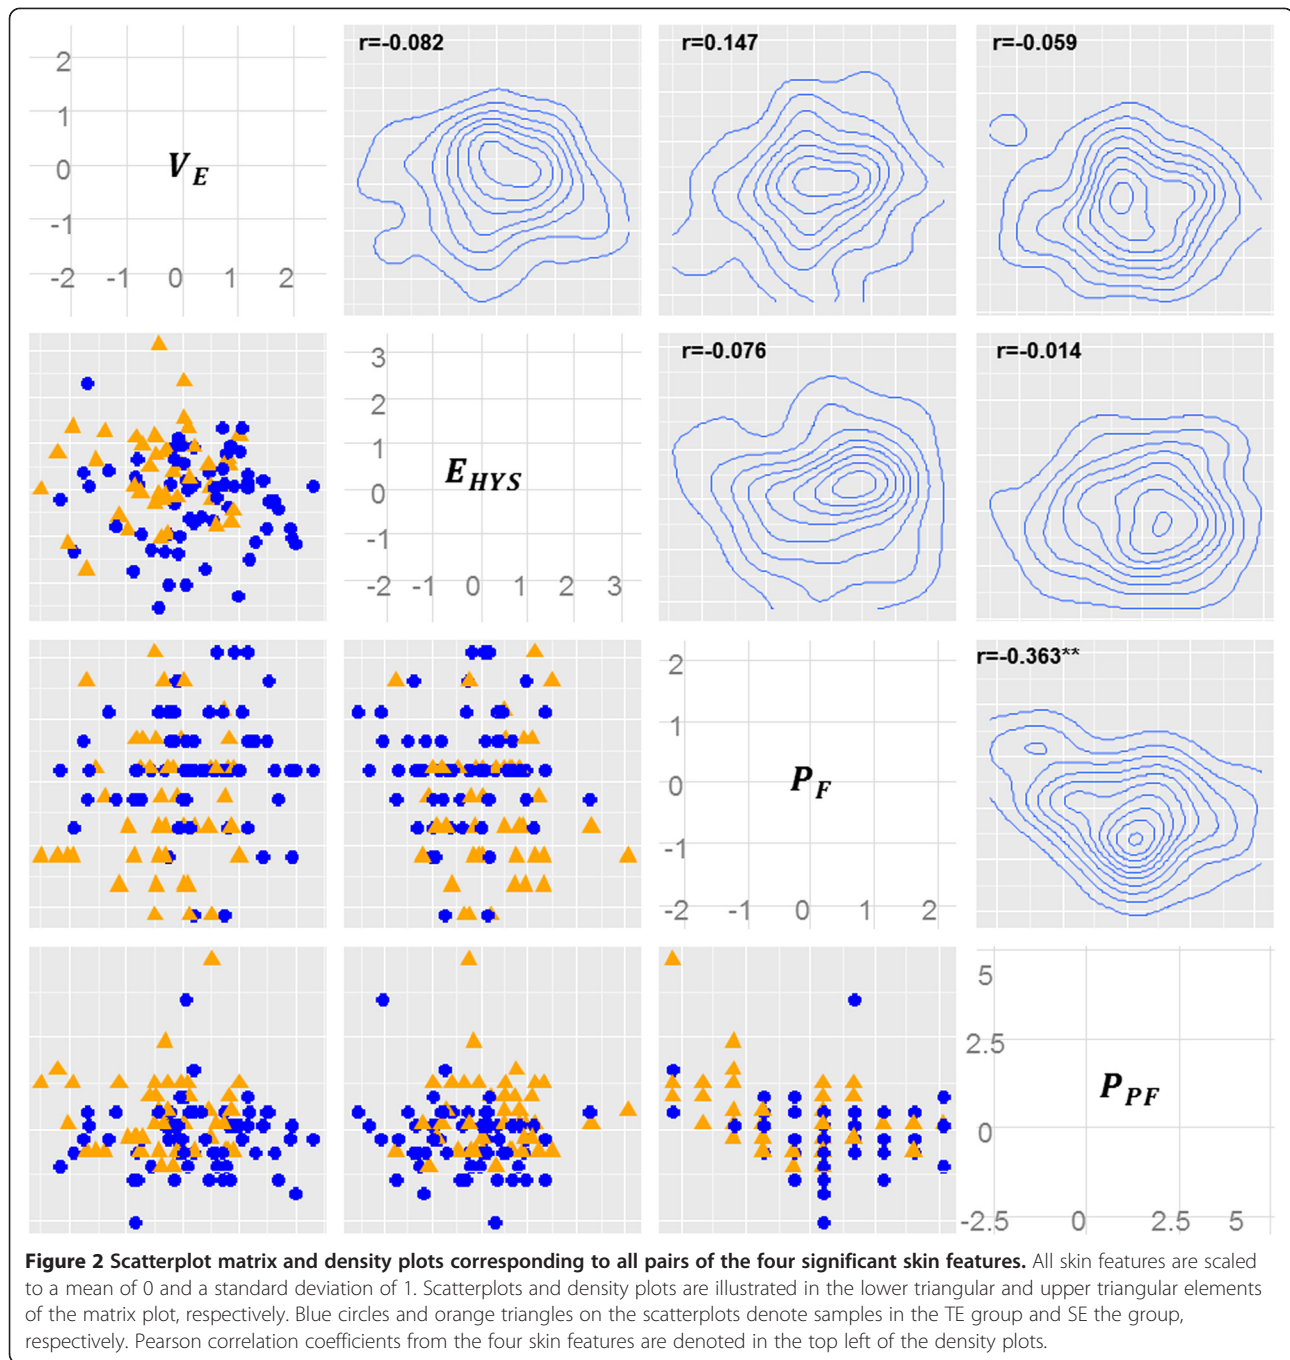 2
1
0
-1
-2 -1 0 1 2
V_E
r=-0.082
r=0.147
r=-0.059
3
2
1
0
-1
-2 -1 0 1 2 3
E_HYS
r=-0.076
r=-0.014
2
1
0
-1
-2 -1 0 1 2
P_F
r=-0.363**
5
2.5
0
-2.5 0 2.5 5
P_PF
Figure 2 Scatterplot matrix and density plots corresponding to all pairs of the four significant skin features. All skin features are scaled
to a mean of 0 and a standard deviation of 1. Scatterplots and density plots are illustrated in the lower triangular and upper triangular elements
of the matrix plot, respectively. Blue circles and orange triangles on the scatterplots denote samples in the TE group and SE the group,
respectively. Pearson correlation coefficients from the four skin features are denoted in the top left of the density plots.